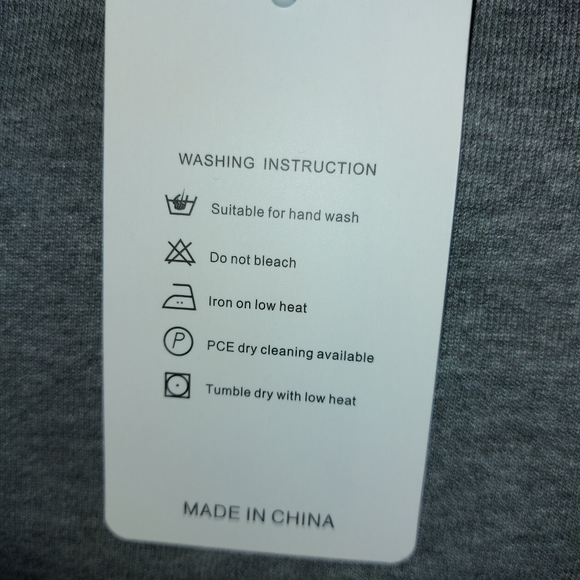 WASHING INSTRUCTION
Suitable for hand wash
Do not bleach
Iron on low heat
P PCE dry cleaning available
Tumble dry with low heat
MADE IN CHINA